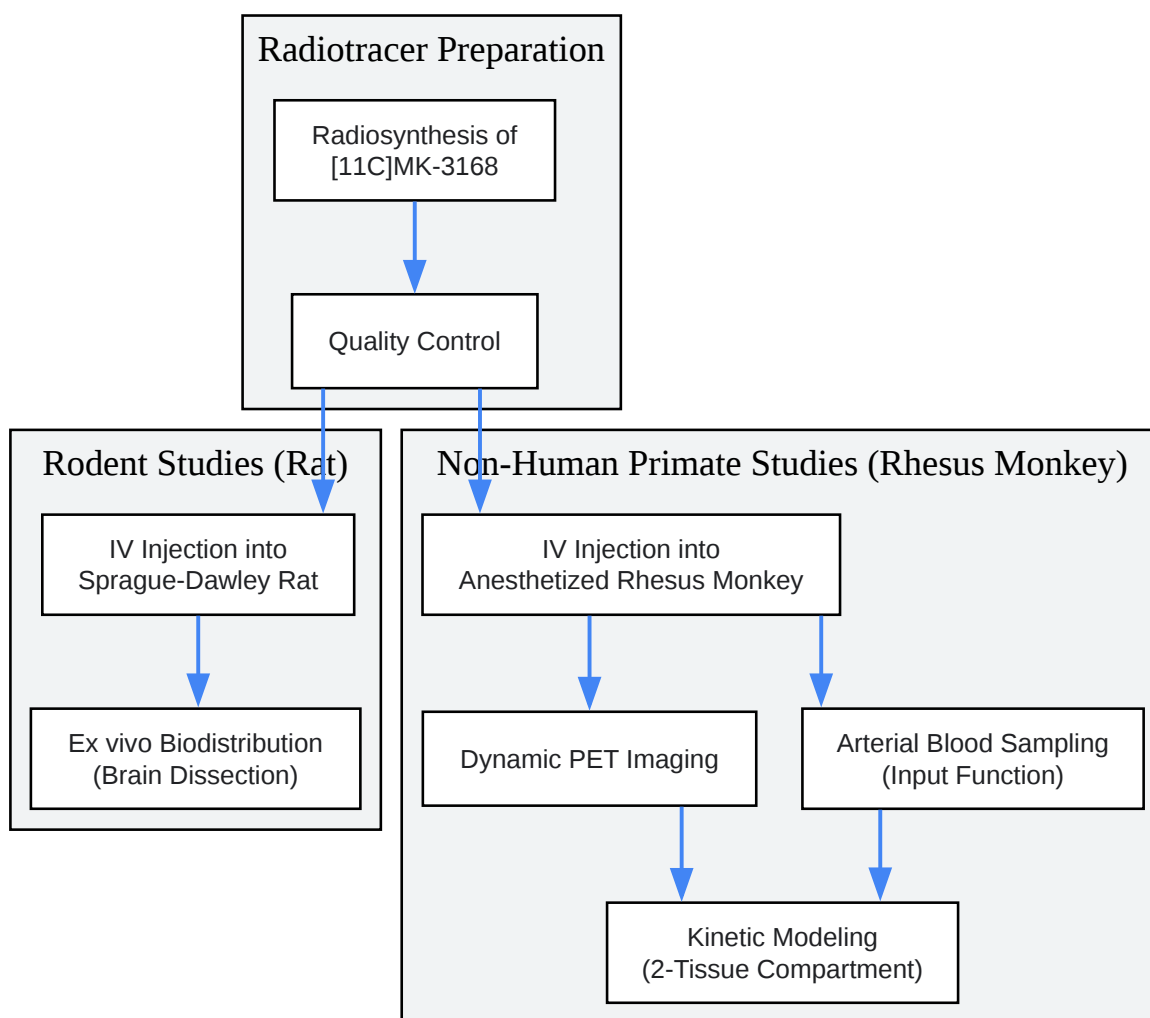 Radiotracer Preparation
Radiosynthesis of
[11C]MK-3168
Quality Control
Rodent Studies (Rat)
IV Injection into
Sprague-Dawley Rat
Ex vivo Biodistribution
(Brain Dissection)
Non-Human Primate Studies (Rhesus Monkey)
IV Injection into
Anesthetized Rhesus Monkey
Dynamic PET Imaging
Arterial Blood Sampling
(Input Function)
Kinetic Modeling
(2-Tissue Compartment)